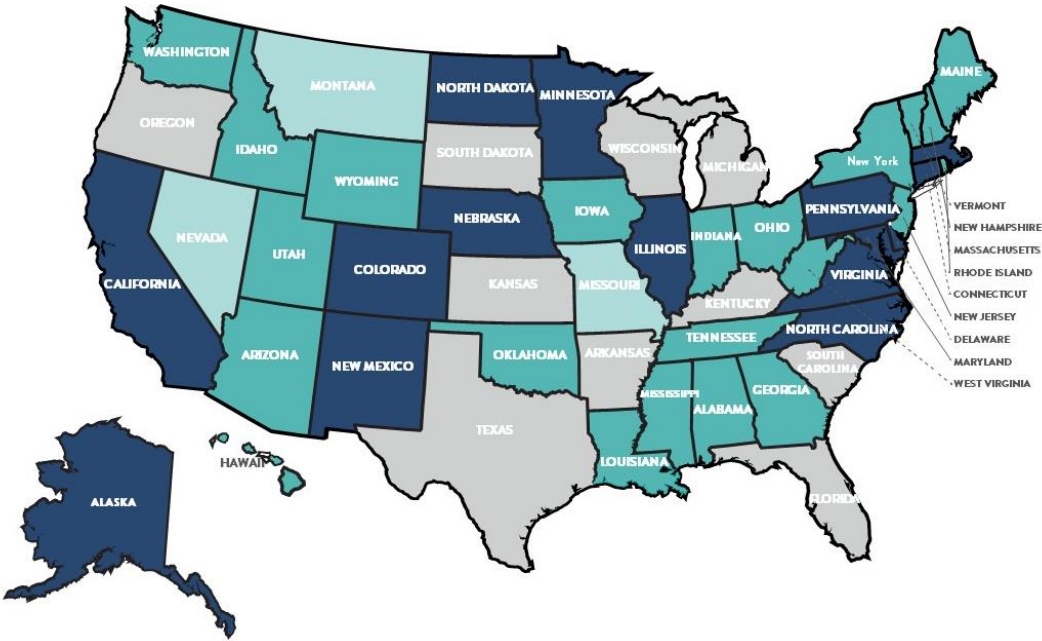 WASHINGTON
MONTANA
NORTH DAKOTA
MINNESOTA
MAINE
OREGON
IDAHO
SOUTH DAKOTA
WISCONSIN
MICHIGAN
New York
WYOMING
NEBRASKA
IOWA
PENNSYLVANIA
VERMONT
NEW HAMPSHIRE
MASSACHUSETTS
RHODE ISLAND
CONNECTICUT
NEW JERSEY
DELAWARE
MARYLAND
WEST VIRGINIA
NEVADA
UTAH
COLORADO
KANSAS
MISSOURI
ILLINOIS
INDIANA
OHIO
VIRGINIA
KENTUCKY
CALIFORNIA
ARIZONA
NEW MEXICO
OKLAHOMA
ARKANSAS
TENNESSEE
NORTH CAROLINA
SOUTH
CAROLINA
TEXAS
LOUISIANA
MISSISSIPPI
ALABAMA
GEORGIA
FLORIDA
HAWAII
ALASKA